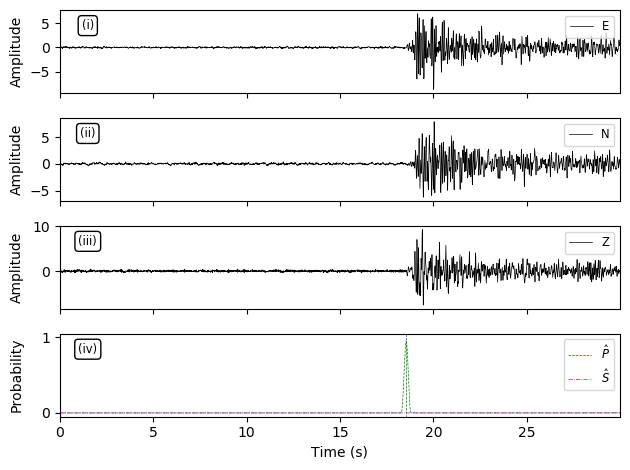 (i)
E
Amplitude
5
0
−5
(ii)
N
Amplitude
5
0
−5
(iii)
Z
Amplitude
10
0
(iv)
P̂
Ŝ
Probability
1
0
0 5 10 15 20 25
Time (s)